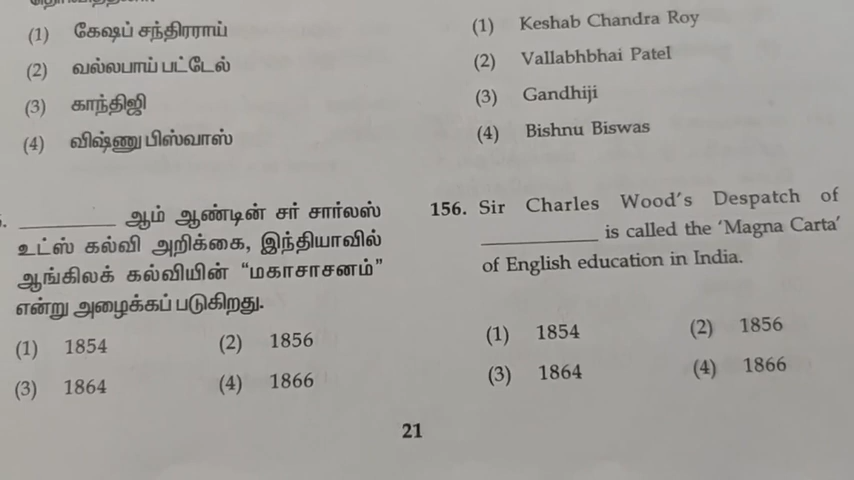 (1) கேஷப் சந்திரராய்
(2) வல்லபாய் பட்டேல்
(3) காந்திஜி
(4) விஷ்ணு பிஸ்வாஸ்
________ ஆம் ஆண்டின் சர் சார்லஸ்
உட்ஸ் கல்வி அறிக்கை, இந்தியாவில்
ஆங்கிலக் கல்வியின் “மகாசாசனம்”
என்று அழைக்கப் படுகிறது.
(1) 1854 (2) 1856
(3) 1864 (4) 1866
(1) Keshab Chandra Roy
(2) Vallabhbhai Patel
(3) Gandhiji
(4) Bishnu Biswas
156. Sir Charles Wood's Despatch of
________ is called the 'Magna Carta'
of English education in India.
(1) 1854 (2) 1856
(3) 1864 (4) 1866
21